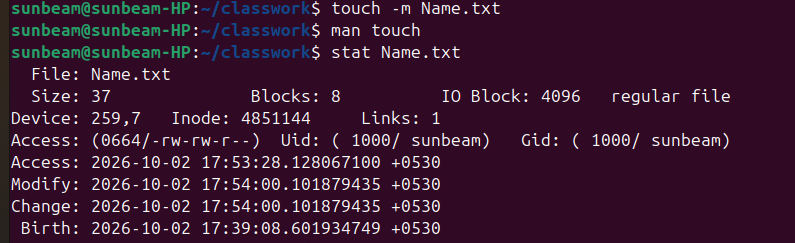 sunbeam@sunbeam-HP:~/classwork$ touch -m Name.txt
sunbeam@sunbeam-HP:~/classwork$ man touch
sunbeam@sunbeam-HP:~/classwork$ stat Name.txt
  File: Name.txt
  Size: 37        	Blocks: 8          IO Block: 4096   regular file
Device: 259,7	Inode: 4851144     Links: 1
Access: (0664/-rw-rw-r--)  Uid: ( 1000/ sunbeam)   Gid: ( 1000/ sunbeam)
Access: 2026-10-02 17:53:28.128067100 +0530
Modify: 2026-10-02 17:54:00.101879435 +0530
Change: 2026-10-02 17:54:00.101879435 +0530
 Birth: 2026-10-02 17:39:08.601934749 +0530